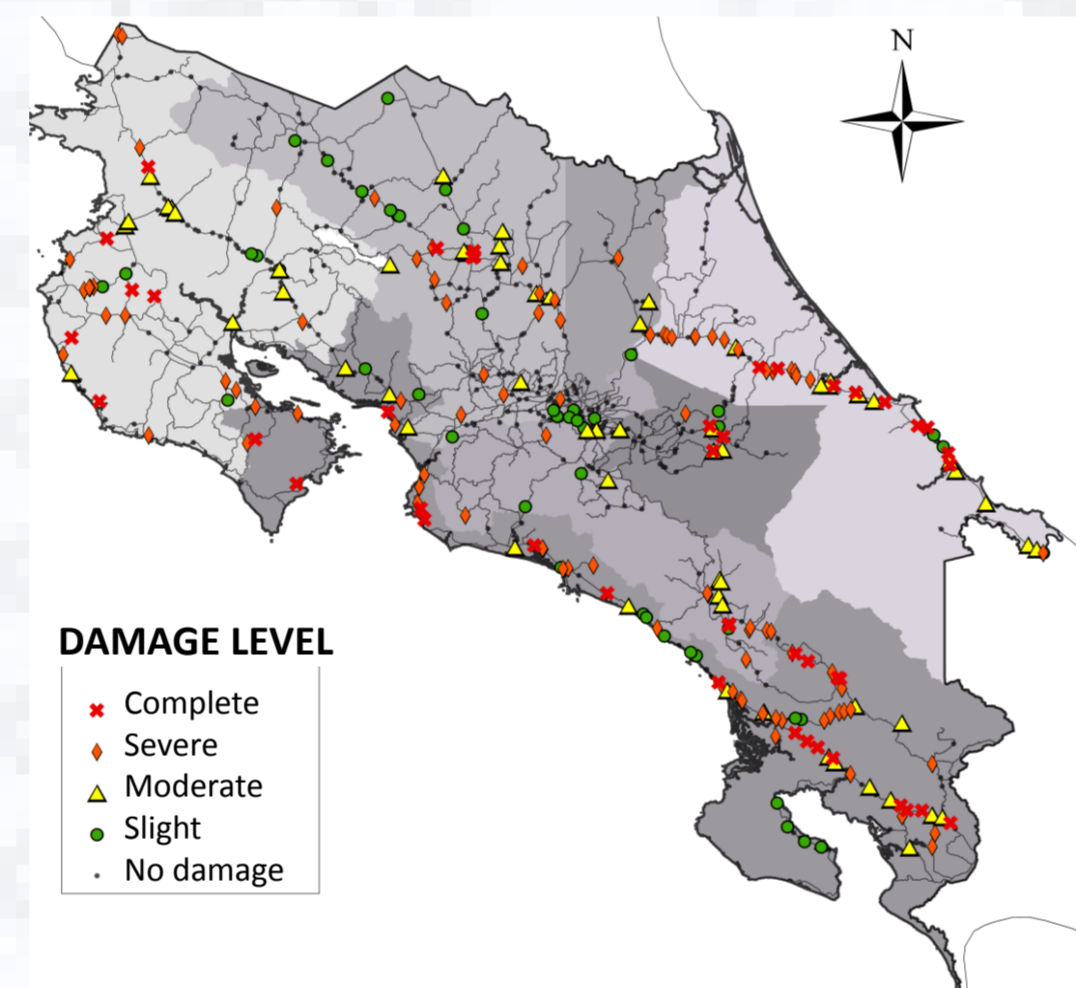 N
DAMAGE LEVEL
Complete
Severe
Moderate
Slight
No damage